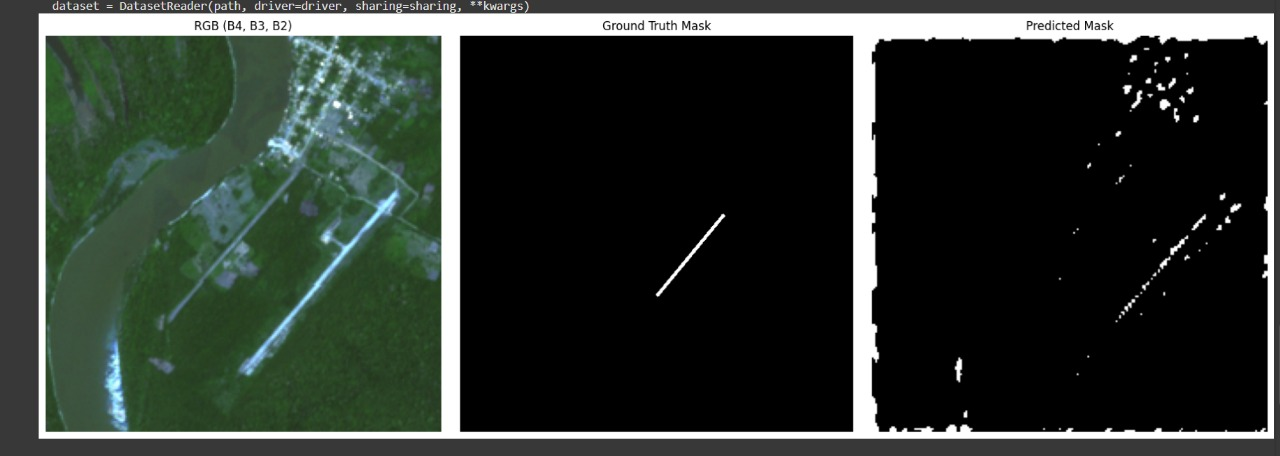 dataset = DatasetReader(path, driver=driver, sharing=sharing, **kwargs)
RGB (B4, B3, B2)
Ground Truth Mask
Predicted Mask